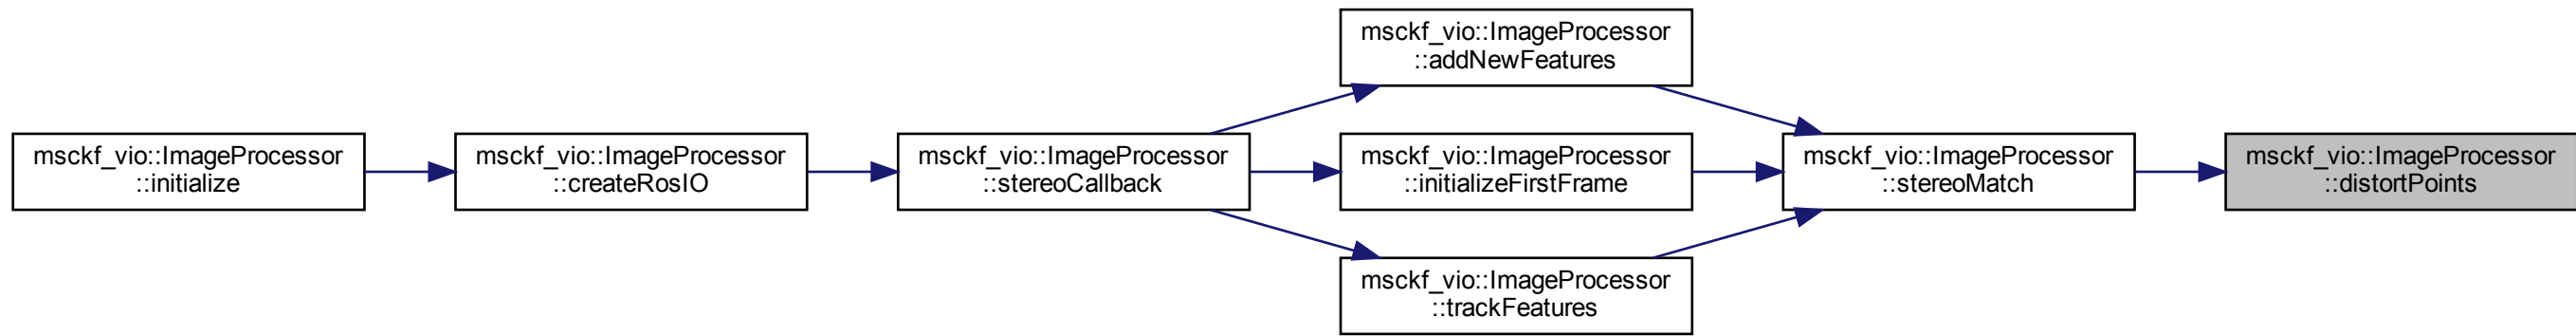 msckf_vio::ImageProcessor
::initialize
msckf_vio::ImageProcessor
::createRosIO
msckf_vio::ImageProcessor
::stereoCallback
msckf_vio::ImageProcessor
::addNewFeatures
msckf_vio::ImageProcessor
::initializeFirstFrame
msckf_vio::ImageProcessor
::trackFeatures
msckf_vio::ImageProcessor
::stereoMatch
msckf_vio::ImageProcessor
::distortPoints